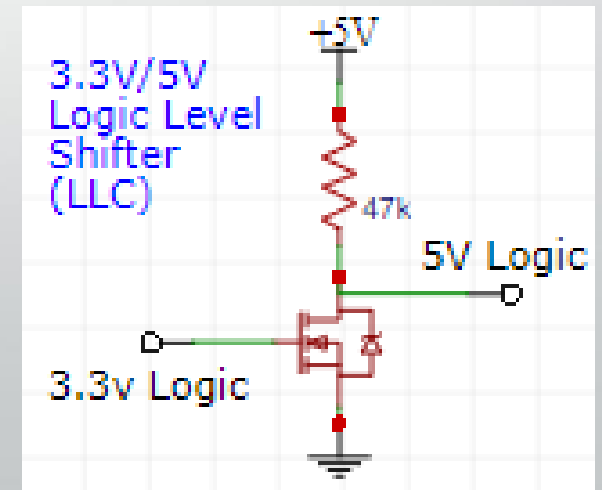 +5V
3.3V/5V
Logic Level
Shifter
(LLC)
47k
5V Logic
3.3v Logic